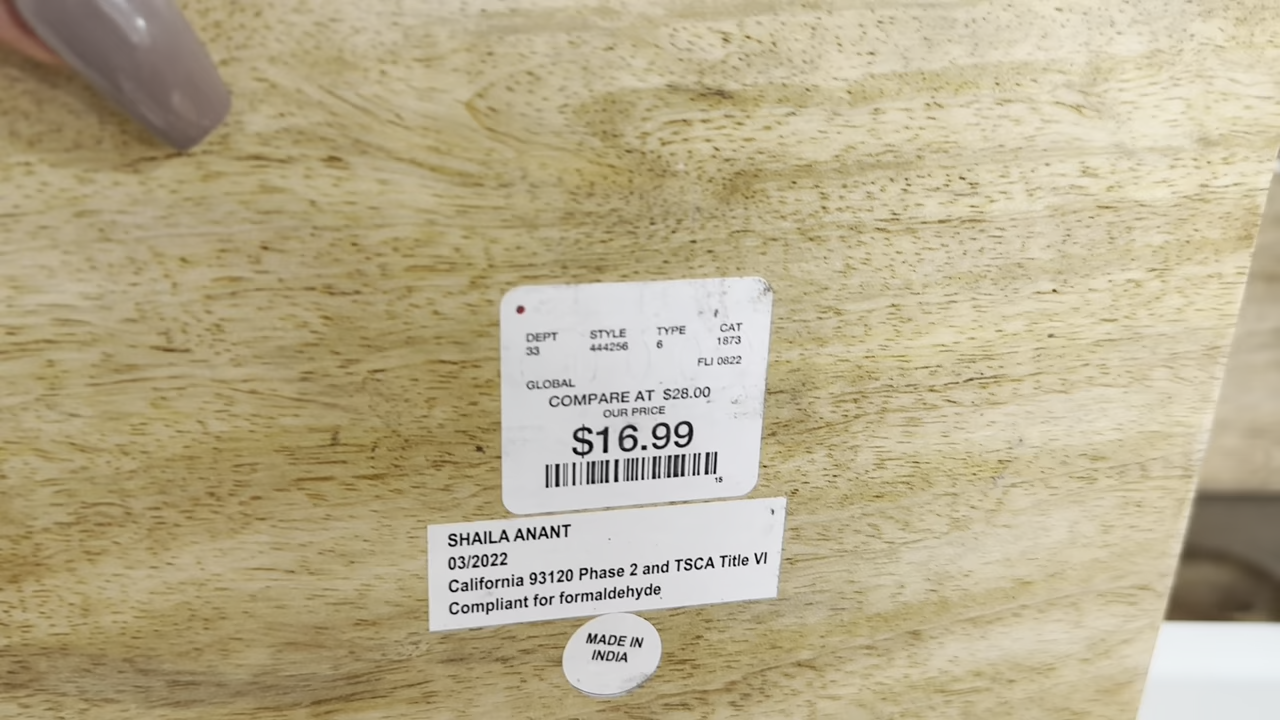 DEPT STYLE TYPE CAT
33 444256 6 1873
FLI 0822
GLOBAL
COMPARE AT $28.00
OUR PRICE
$16.99
15
SHAILA ANANT
03/2022
California 93120 Phase 2 and TSCA Title VI
Compliant for formaldehyde
MADE IN
INDIA